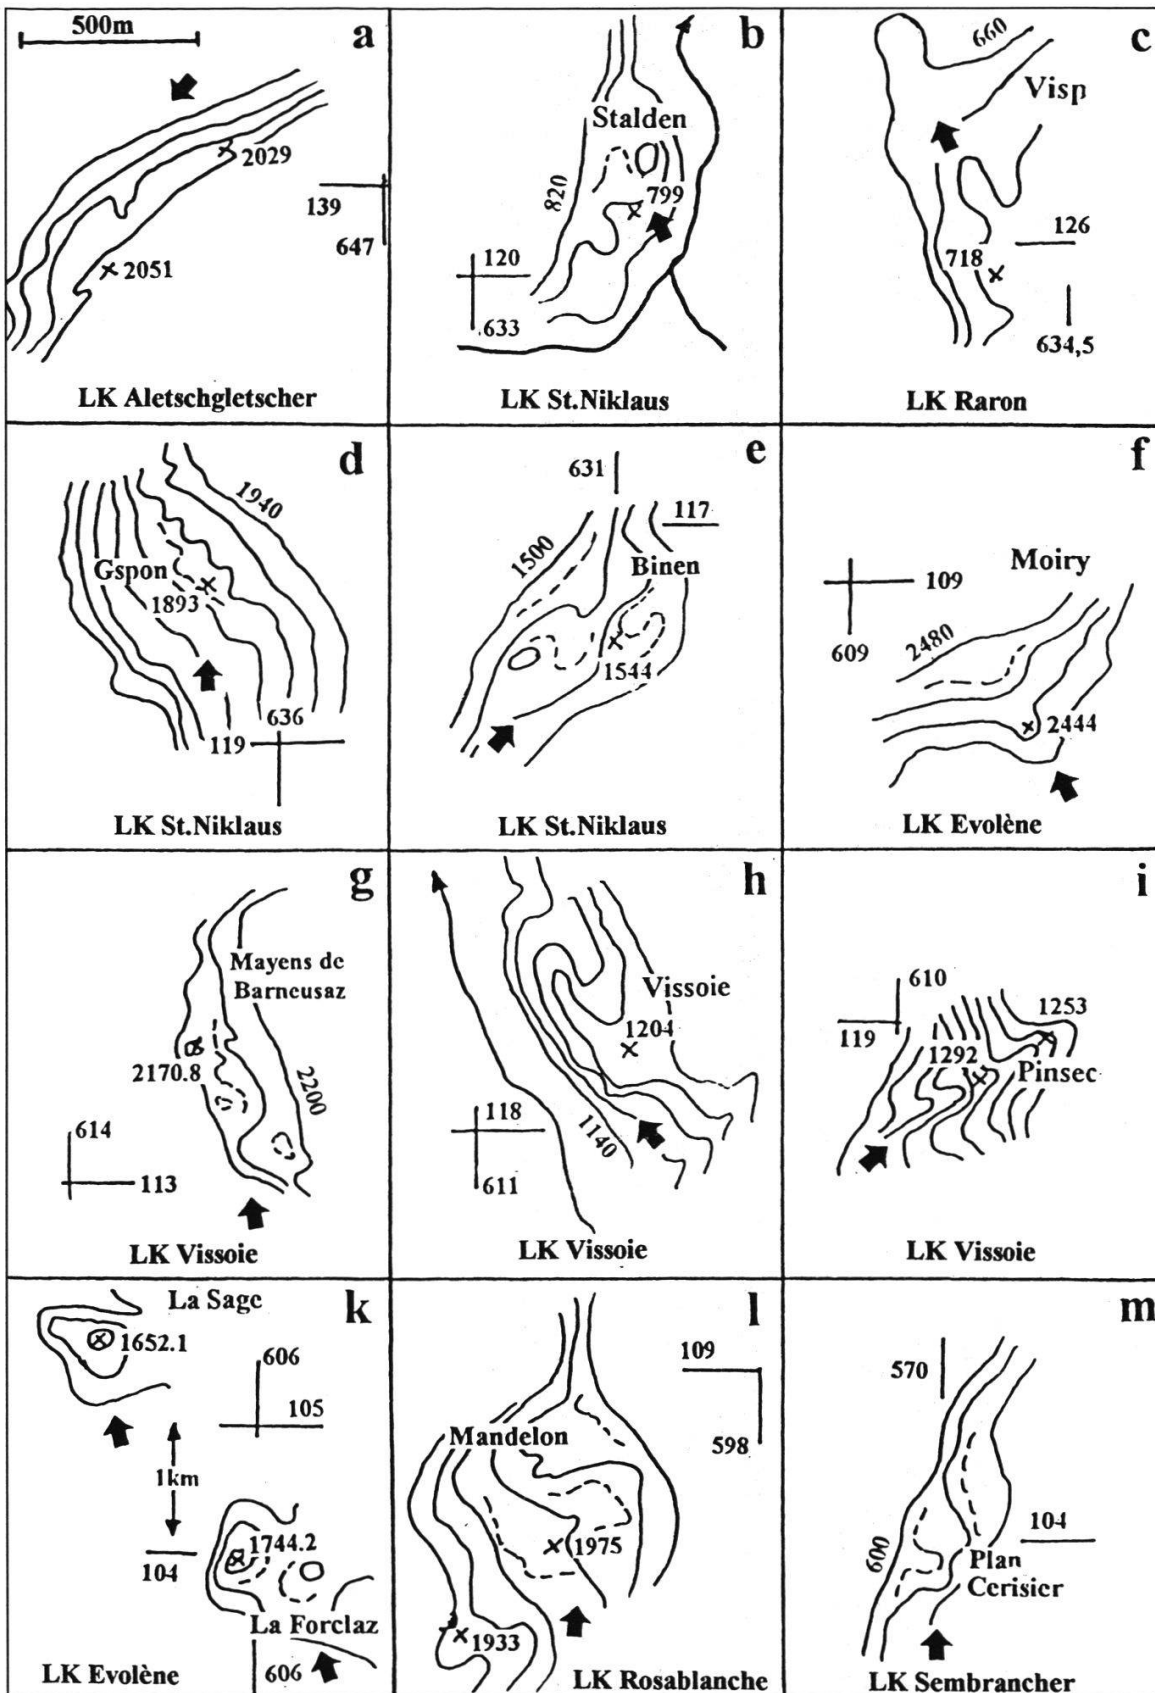 500m
a
2029
139
647
2051
LK Aletschgletscher
b
Stalden
820
799
120
633
LK St.Niklaus
c
660
Visp
126
718
634,5
LK Raron
d
1940
Gspon
1893
636
119
LK St.Niklaus
e
631
117
1500
Binen
1544
LK St.Niklaus
f
Moiry
109
609
2480
2444
LK Evolène
g
Mayens de
Barneusaz
2170.8
2200
614
113
LK Vissoie
h
Vissoie
1204
118
1140
611
LK Vissoie
i
610
1253
119
1292
Pinsec
LK Vissoie
La Sage
k
1652.1
606
105
1km
1744.2
104
La Forclaz
606
LK Evolène
l
109
Mandelon
598
1975
1933
LK Rosablanche
m
570
104
600
Plan
Cerisier
LK Sembrancher